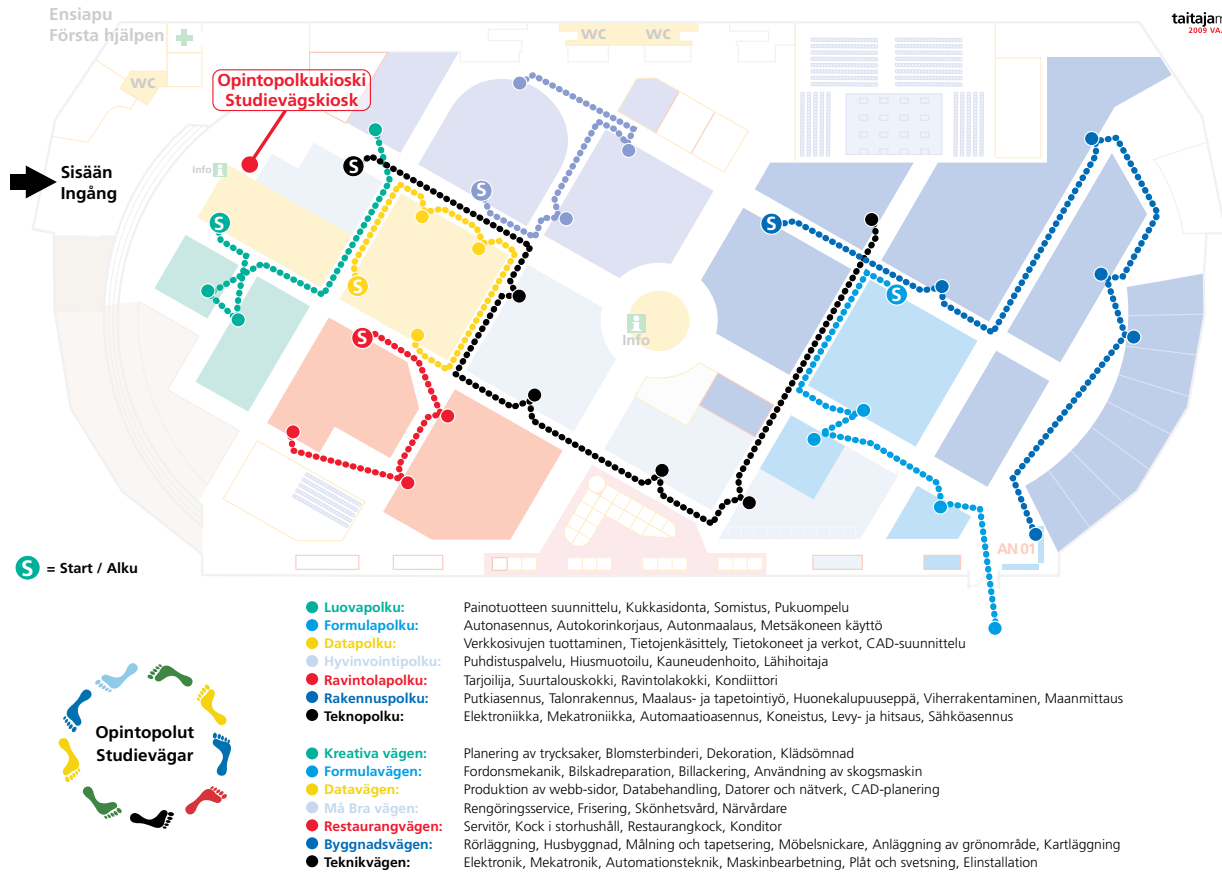 Ensiapu
Första hjälpen
WC
WC
WC
taitaja
2009 VA
Opintopolkukioski
Studievägskiosk
Sisään
Ingång
Info i
S
S
S
S
S
S
S
i
Info
AN 01
S = Start / Alku
Luovapolku: Painotuotteen suunnittelu, Kukkasidonta, Somistus, Pukuompelu
Formulapolku: Autonasennus, Autokorinkorjaus, Autonmaalaus, Metsäkoneen käyttö
Datapolku: Verkkosivujen tuottaminen, Tietojenkäsittely, Tietokoneet ja verkot, CAD-suunnittelu
Hyvinvointipolku: Puhdistuspalvelu, Hiusmuotoilu, Kauneudenhoito, Lähihoitaja
Ravintolapolku: Tarjoilija, Suurtalouskokki, Ravintolakokki, Kondiittori
Rakennuspolku: Putkiasennus, Talonrakennus, Maalaus- ja tapetointiyö, Huonekalupuuseppä, Viherrakentaminen, Maanmittaus
Teknopolku: Elektroniikka, Mekatroniikka, Automaatioasennus, Koneistus, Levy- ja hitsaus, Sähköasennus
Opintopolut
Studievägar
Kreativa vägen: Planering av trycksaker, Blomsterbinderi, Dekoration, Klädsömnad
Formulavägen: Fordonsmekanik, Bilskadreparation, Billackering, Användning av skogsmaskin
Datavägen: Produktion av webb-sidor, Databehandling, Datorer och nätverk, CAD-planering
Må Bra vägen: Rengöringsservice, Frisering, Skönhetsvård, Närvårdare
Restaurangvägen: Servitör, Kock i storhushåll, Restaurangkock, Konditor
Byggnadsvägen: Rörläggning, Husbyggnad, Målning och tapetsering, Möbelsnickare, Anläggning av grönområde, Kartläggning
Teknikvägen: Elektronik, Mekatronik, Automationsteknik, Maskinbearbetning, Plåt och svetsning, Elinstallation